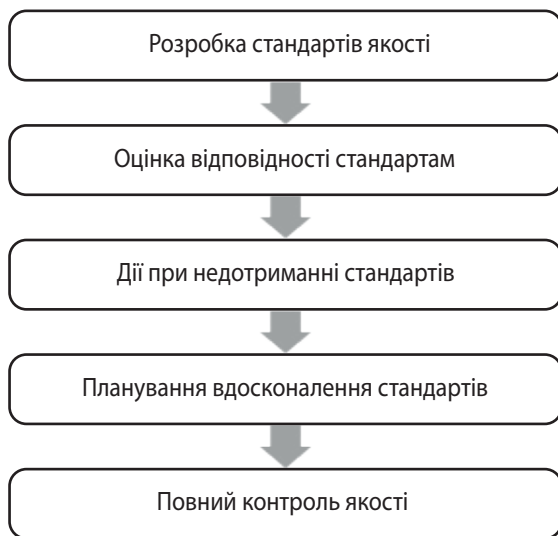 Розробка стандартів якості
Оцінка відповідності стандартам
Дії при недотриманні стандартів
Планування вдосконалення стандартів
Повний контроль якості